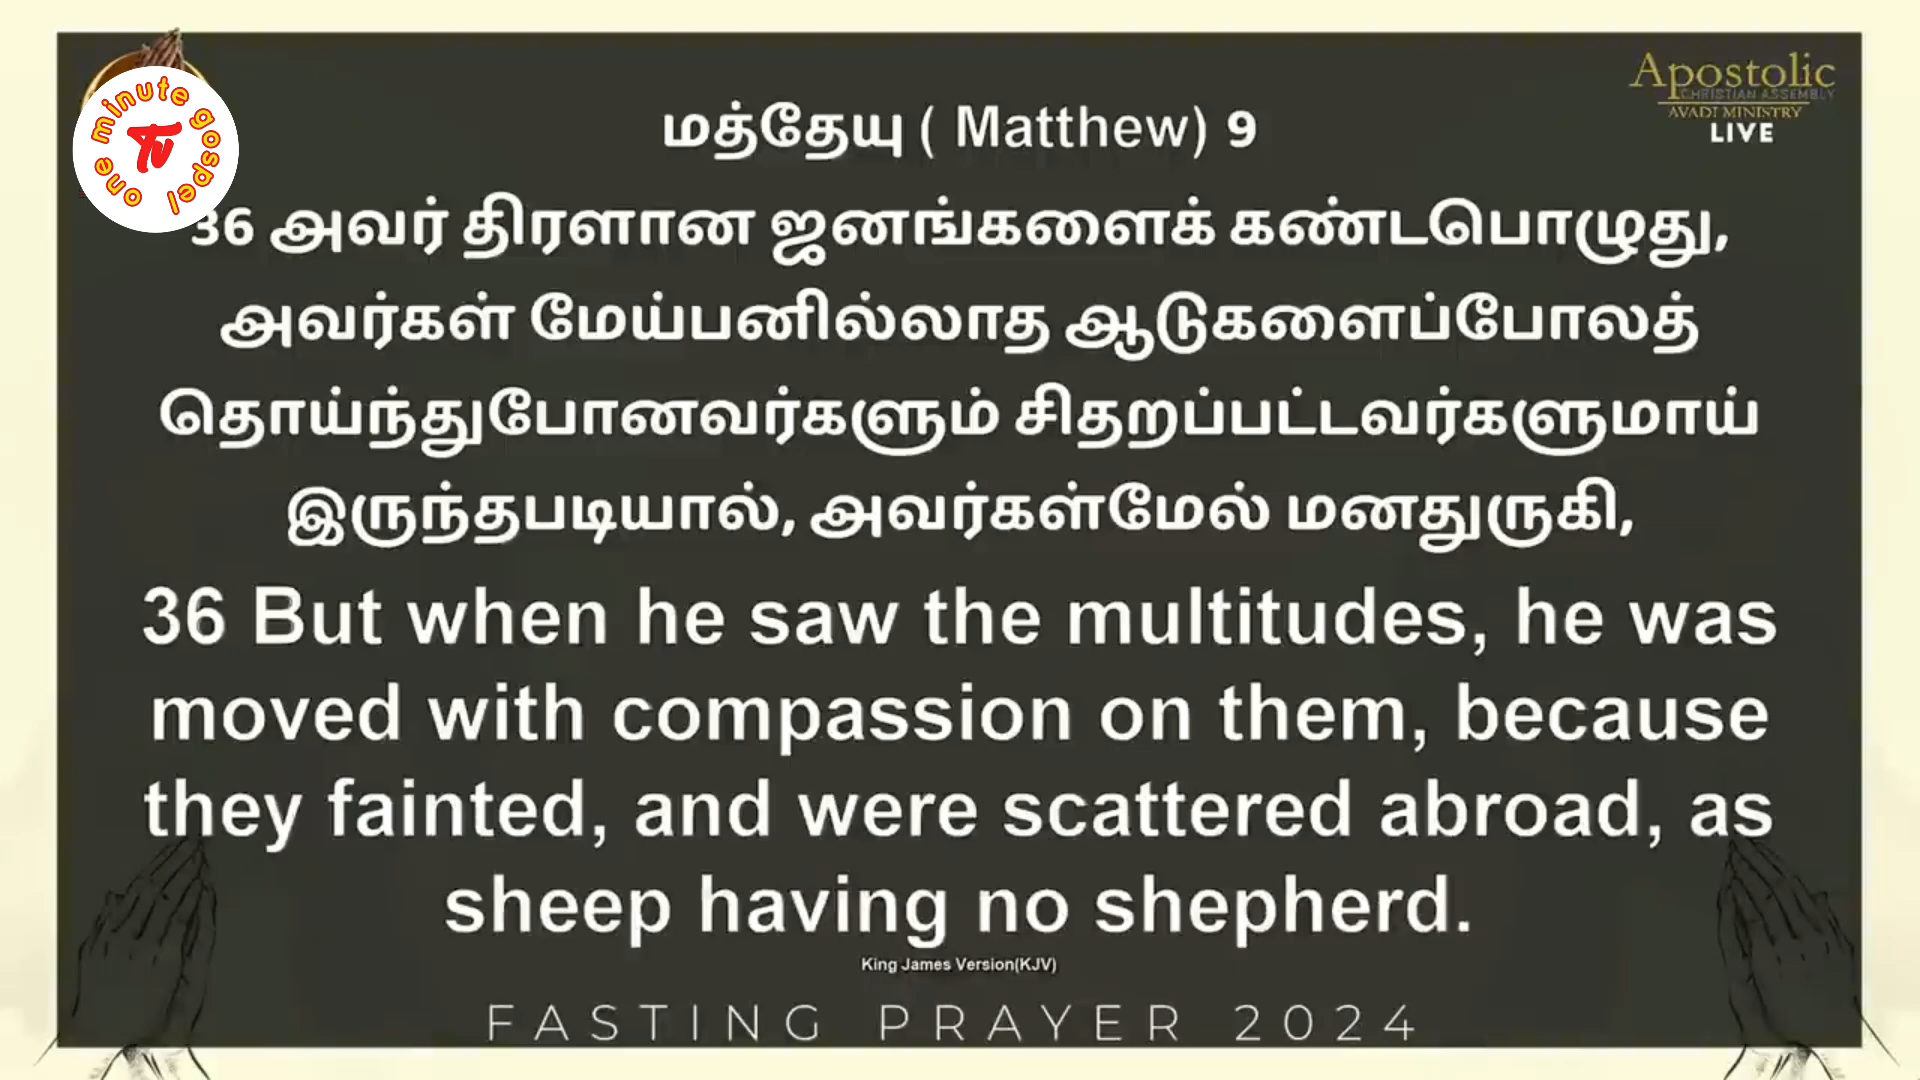 one minute gospel
TV
Apostolic
CHRISTIAN ASSEMBLY
AVADI MINISTRY
LIVE
மத்தேயு ( Matthew) 9
36 அவர் திரளான ஜனங்களைக் கண்டபொழுது,
அவர்கள் மேய்பனில்லாத ஆடுகளைப்போலத்
தொய்ந்துபோனவர்களும் சிதறப்பட்டவர்களுமாய்
இருந்தபடியால், அவர்கள்மேல் மனதுருகி,
36 But when he saw the multitudes, he was
moved with compassion on them, because
they fainted, and were scattered abroad, as
sheep having no shepherd.
King James Version(KJV)
FASTING PRAYER 2024